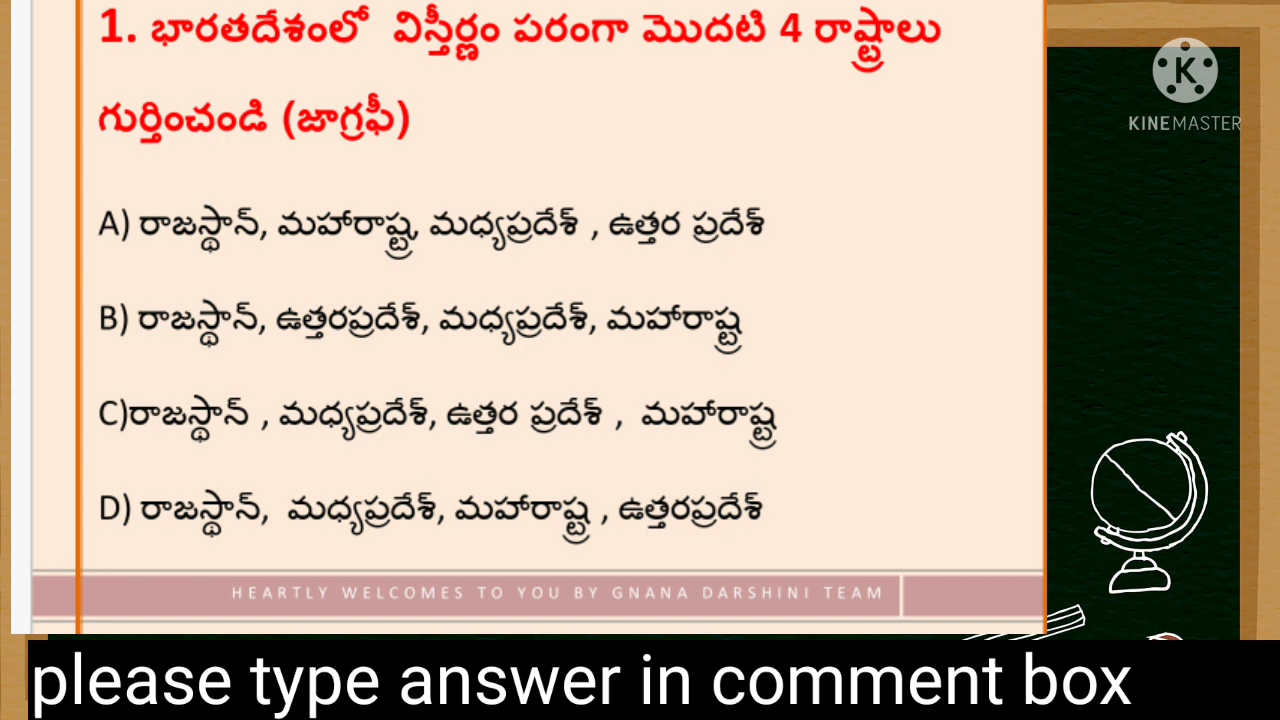 1. భారతదేశంలో విస్తీర్ణం పరంగా మొదటి 4 రాష్ట్రాలు
గుర్తించండి (జాగ్రఫీ)
A) రాజస్థాన్, మహారాష్ట్ర, మధ్యప్రదేశ్ , ఉత్తర ప్రదేశ్
B) రాజస్థాన్, ఉత్తరప్రదేశ్, మధ్యప్రదేశ్, మహారాష్ట్ర
C)రాజస్థాన్ , మధ్యప్రదేశ్, ఉత్తర ప్రదేశ్ , మహారాష్ట్ర
D) రాజస్థాన్, మధ్యప్రదేశ్, మహారాష్ట్ర , ఉత్తరప్రదేశ్
HEARTLY WELCOMES TO YOU BY GNANA DARSHINI TEAM
K
KINEMASTER
please type answer in comment box